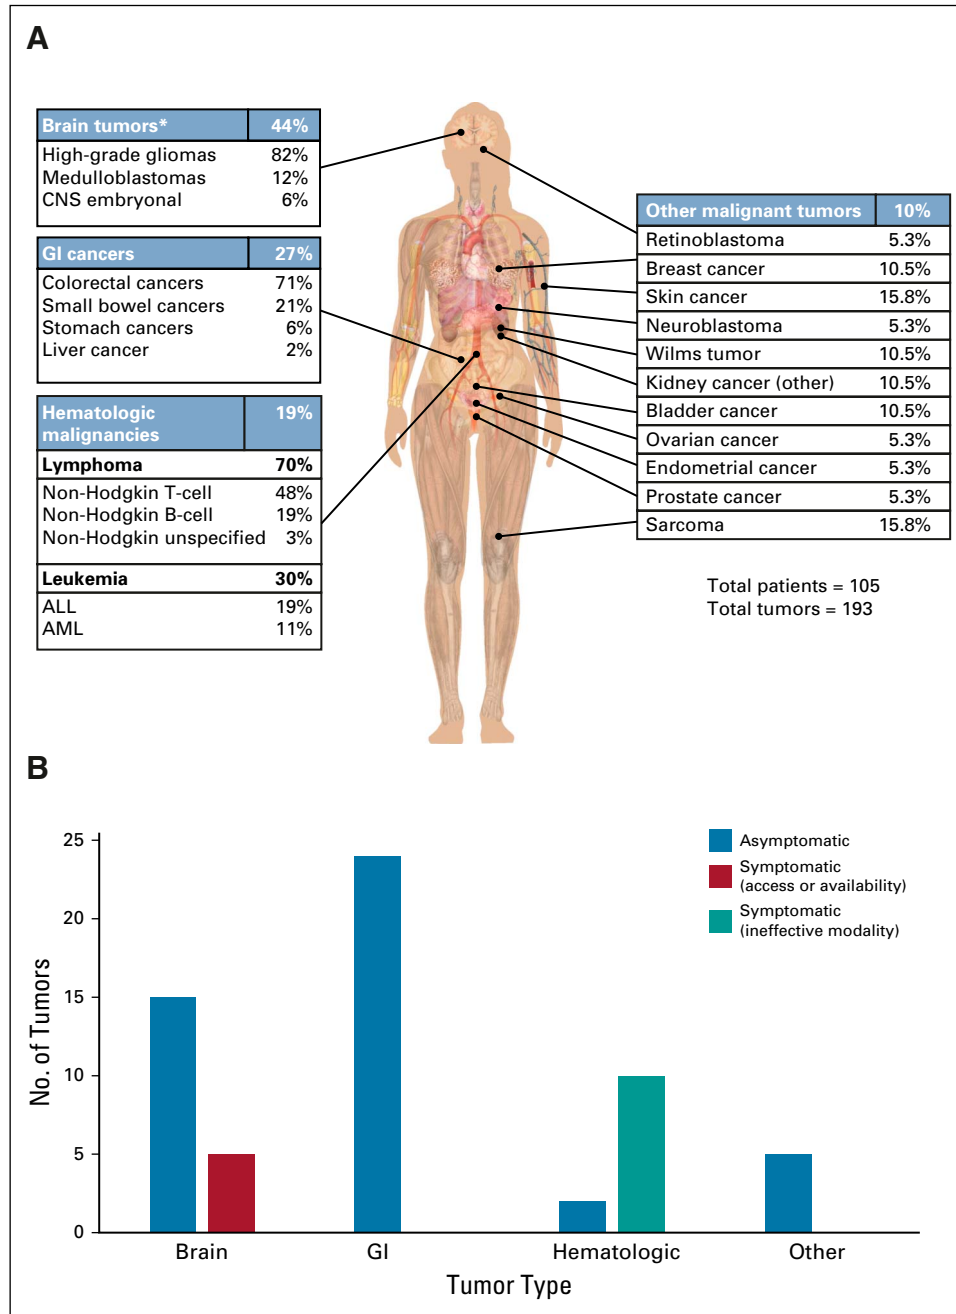 A
Brain tumors* 44%
High-grade gliomas 82%
Medulloblastomas 12%
CNS embryonal 6%
GI cancers 27%
Colorectal cancers 71%
Small bowel cancers 21%
Stomach cancers 6%
Liver cancer 2%
Hematologic 19%
malignancies
Lymphoma 70%
Non-Hodgkin T-cell 48%
Non-Hodgkin B-cell 19%
Non-Hodgkin unspecified 3%
Leukemia 30%
ALL 19%
AML 11%
Other malignant tumors 10%
Retinoblastoma 5.3%
Breast cancer 10.5%
Skin cancer 15.8%
Neuroblastoma 5.3%
Wilms tumor 10.5%
Kidney cancer (other) 10.5%
Bladder cancer 10.5%
Ovarian cancer 5.3%
Endometrial cancer 5.3%
Prostate cancer 5.3%
Sarcoma 15.8%
Total patients = 105
Total tumors = 193
B
No. of Tumors
25
20
15
10
5
0
Asymptomatic
Symptomatic
(access or availability)
Symptomatic
(ineffective modality)
Brain GI Hematologic Other
Tumor Type